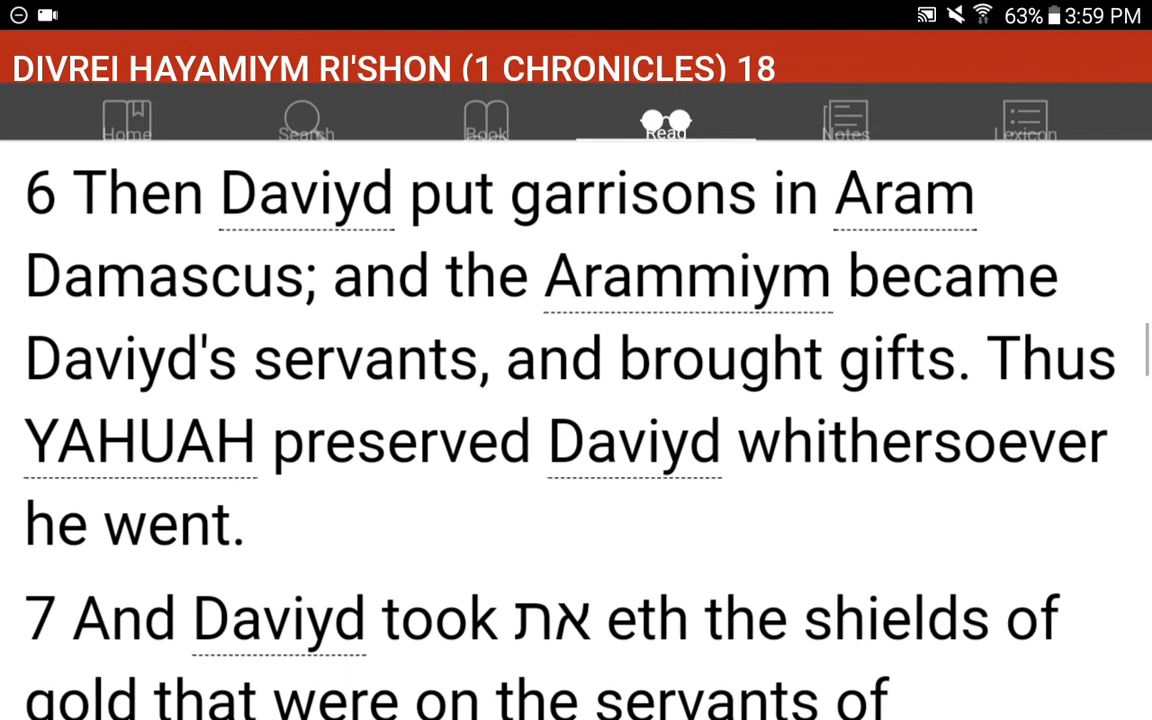 63% 3:59 PM
DIVREI HAYAMIYM RI'SHON (1 CHRONICLES) 18
Home Search Book Read Notes Lexicon
6 Then Daviyd put garrisons in Aram
Damascus; and the Arammiym became
Daviyd's servants, and brought gifts. Thus
YAHUAH preserved Daviyd whithersoever
he went.
7 And Daviyd took את eth the shields of
gold that were on the servants of